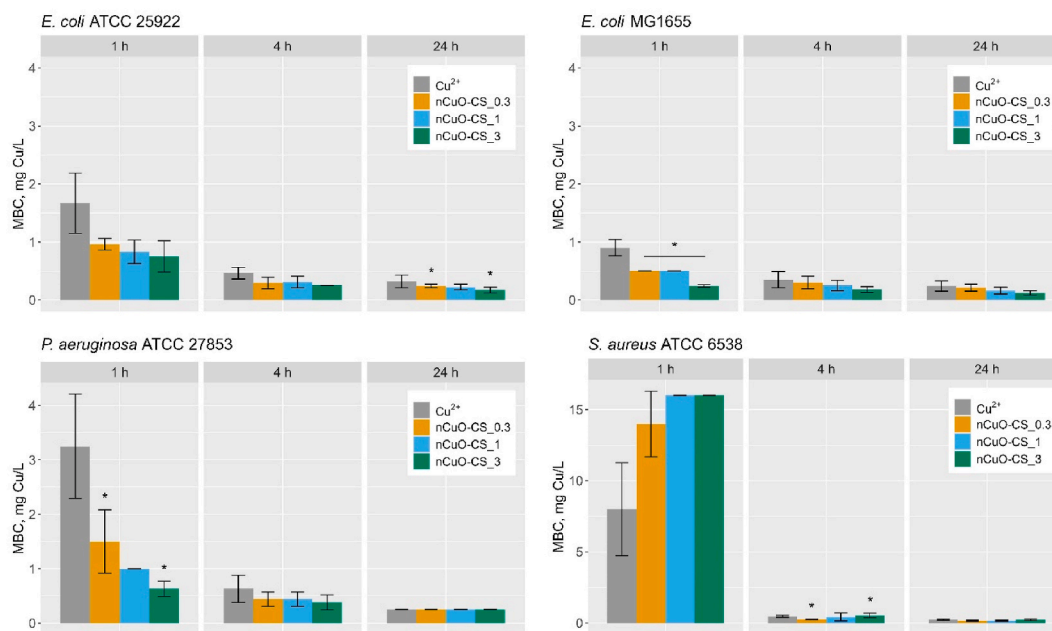 E. coli ATCC 25922
1 h
4 h
24 h
4
3
2
1
0
MBC, mg Cu/L
Cu²⁺
nCuO-CS_0.3
nCuO-CS_1
nCuO-CS_3
*
*
E. coli MG1655
1 h
4 h
24 h
4
3
2
1
0
MBC, mg Cu/L
Cu²⁺
nCuO-CS_0.3
nCuO-CS_1
nCuO-CS_3
*
P. aeruginosa ATCC 27853
1 h
4 h
24 h
4
3
2
1
0
MBC, mg Cu/L
Cu²⁺
nCuO-CS_0.3
nCuO-CS_1
nCuO-CS_3
*
*
S. aureus ATCC 6538
1 h
4 h
24 h
15
10
5
0
MBC, mg Cu/L
Cu²⁺
nCuO-CS_0.3
nCuO-CS_1
nCuO-CS_3
*
*